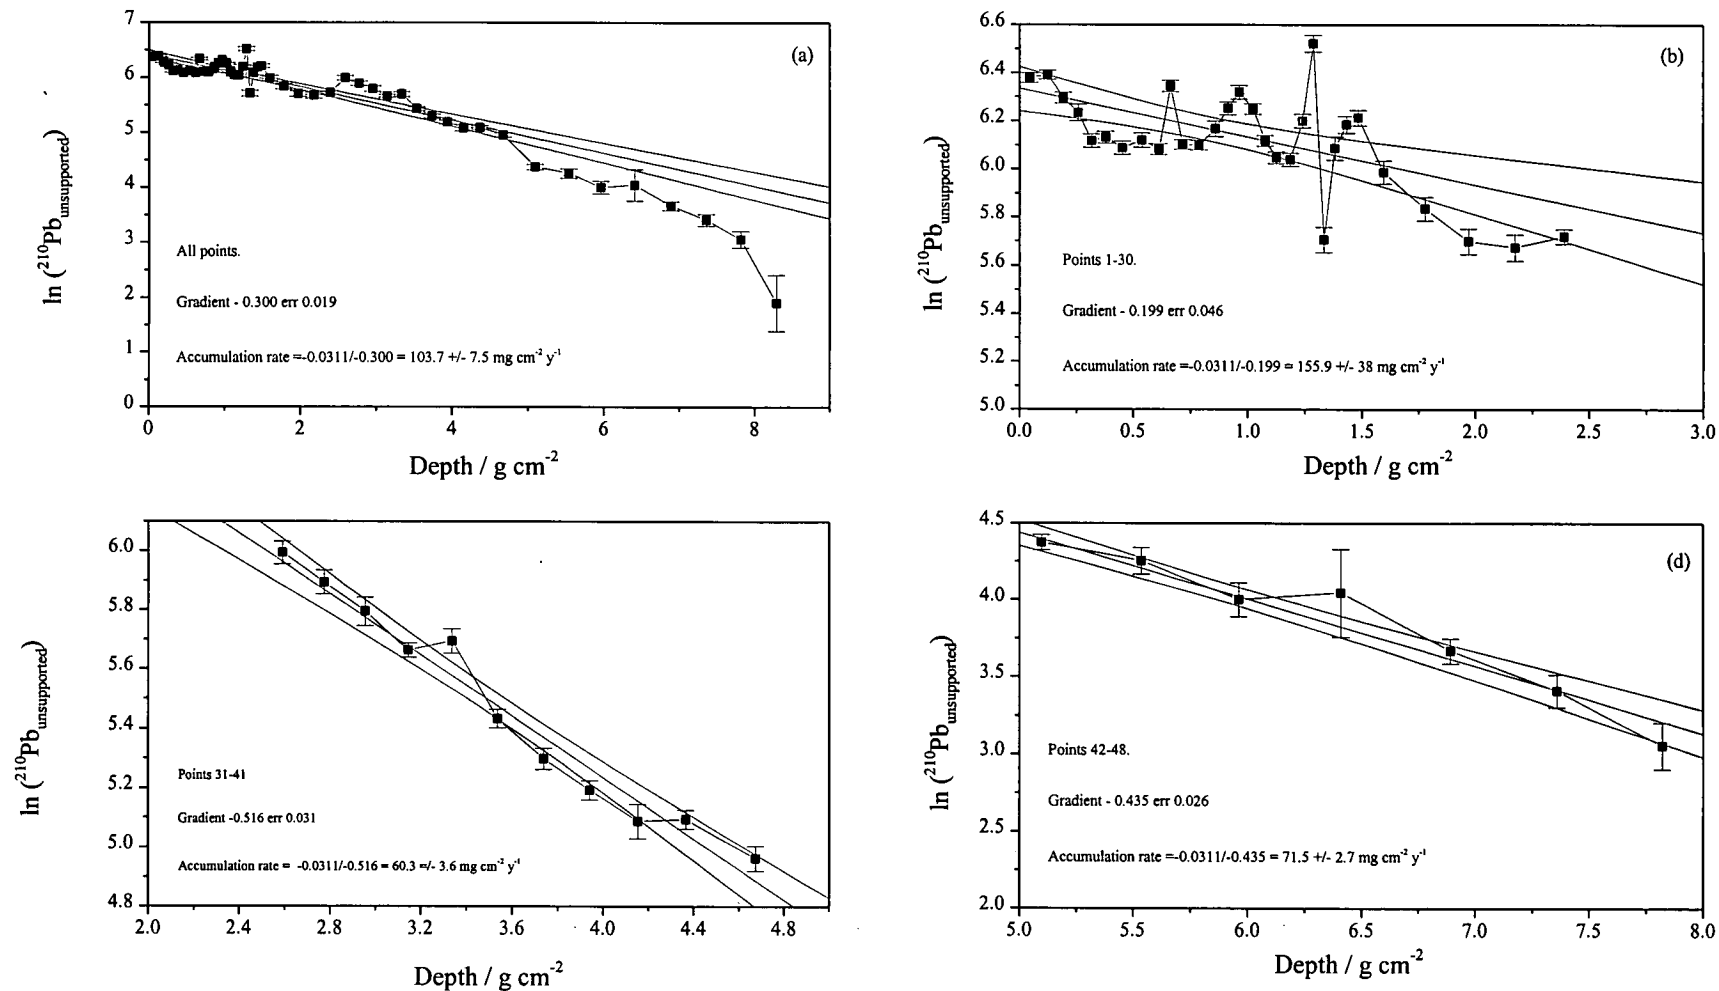 7
6
5
4
3
2
1
0
ln (²¹⁰Pb unsupported)
(a)
All points.
Gradient - 0.300 err 0.019
Accumulation rate =-0.0311/-0.300 = 103.7 +/- 7.5 mg cm⁻² y⁻¹
0 2 4 6 8
Depth / g cm⁻²
6.6
6.4
6.2
6.0
5.8
5.6
5.4
5.2
5.0
ln (²¹⁰Pb unsupported)
(b)
Points 1-30.
Gradient - 0.199 err 0.046
Accumulation rate =-0.0311/-0.199 = 155.9 +/- 38 mg cm⁻² y⁻¹
0.0 0.5 1.0 1.5 2.0 2.5 3.0
Depth / g cm⁻²
6.0
5.8
5.6
5.4
5.2
5.0
4.8
ln (²¹⁰Pb unsupported)
Points 31-41
Gradient -0.516 err 0.031
Accumulation rate = -0.0311/-0.516 = 60.3 =/- 3.6 mg cm⁻² y⁻¹
2.0 2.4 2.8 3.2 3.6 4.0 4.4 4.8
Depth / g cm⁻²
4.5
4.0
3.5
3.0
2.5
2.0
ln (²¹⁰Pb unsupported)
(d)
Points 42-48.
Gradient - 0.435 err 0.026
Accumulation rate =-0.0311/-0.435 = 71.5 +/- 2.7 mg cm⁻² y⁻¹
5.0 5.5 6.0 6.5 7.0 7.5 8.0
Depth / g cm⁻²